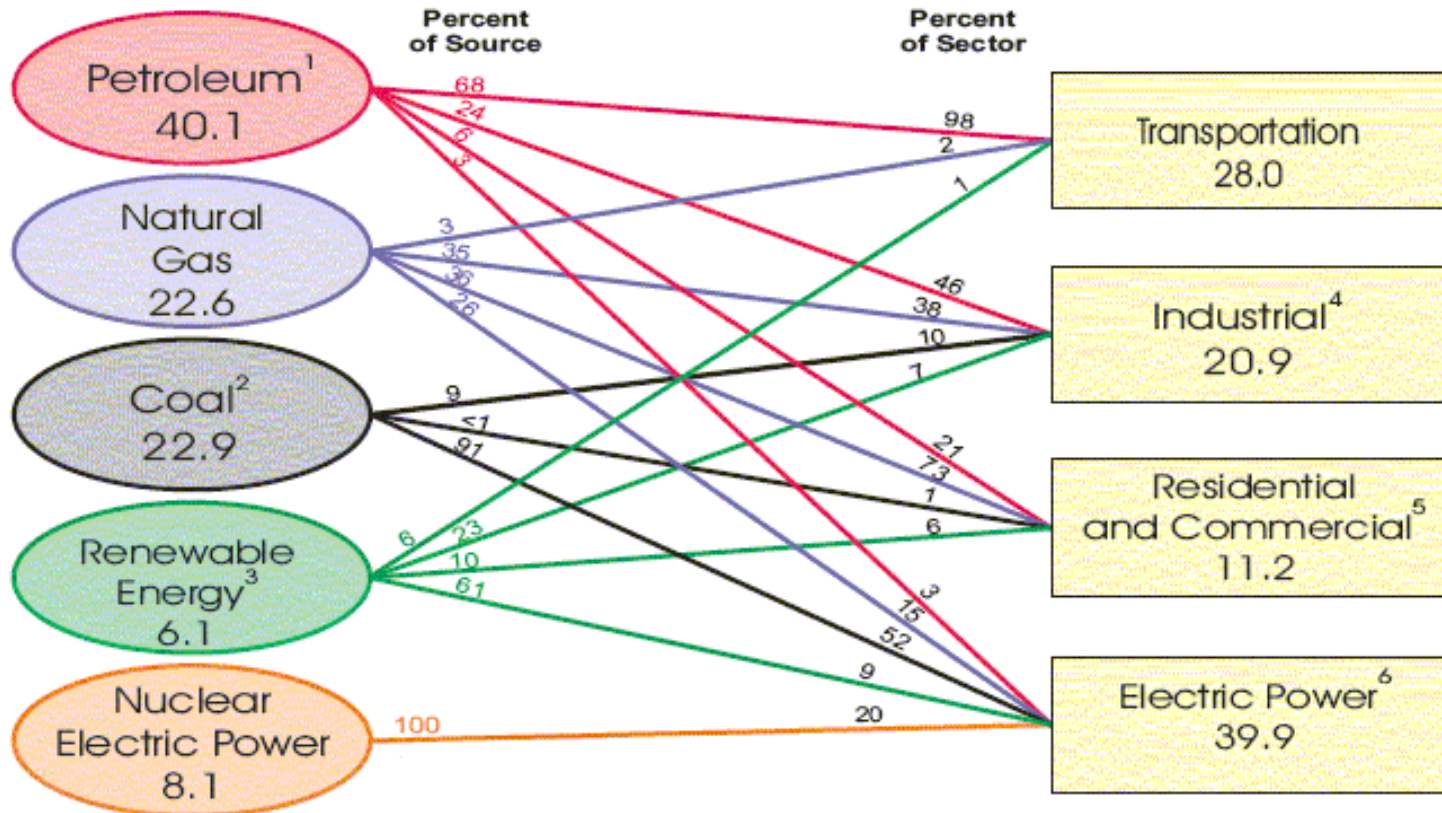 Percent
of Source
Percent
of Sector
Petroleum¹
40.1
Natural
Gas
22.6
Coal²
22.9
Renewable
Energy³
6.1
Nuclear
Electric Power
8.1
68
24
6
3
3
35
36
26
9
<1
91
6
23
10
61
100
98
2
1
46
38
10
7
21
73
1
6
3
15
52
9
20
Transportation
28.0
Industrial⁴
20.9
Residential
and Commercial⁵
11.2
Electric Power⁶
39.9